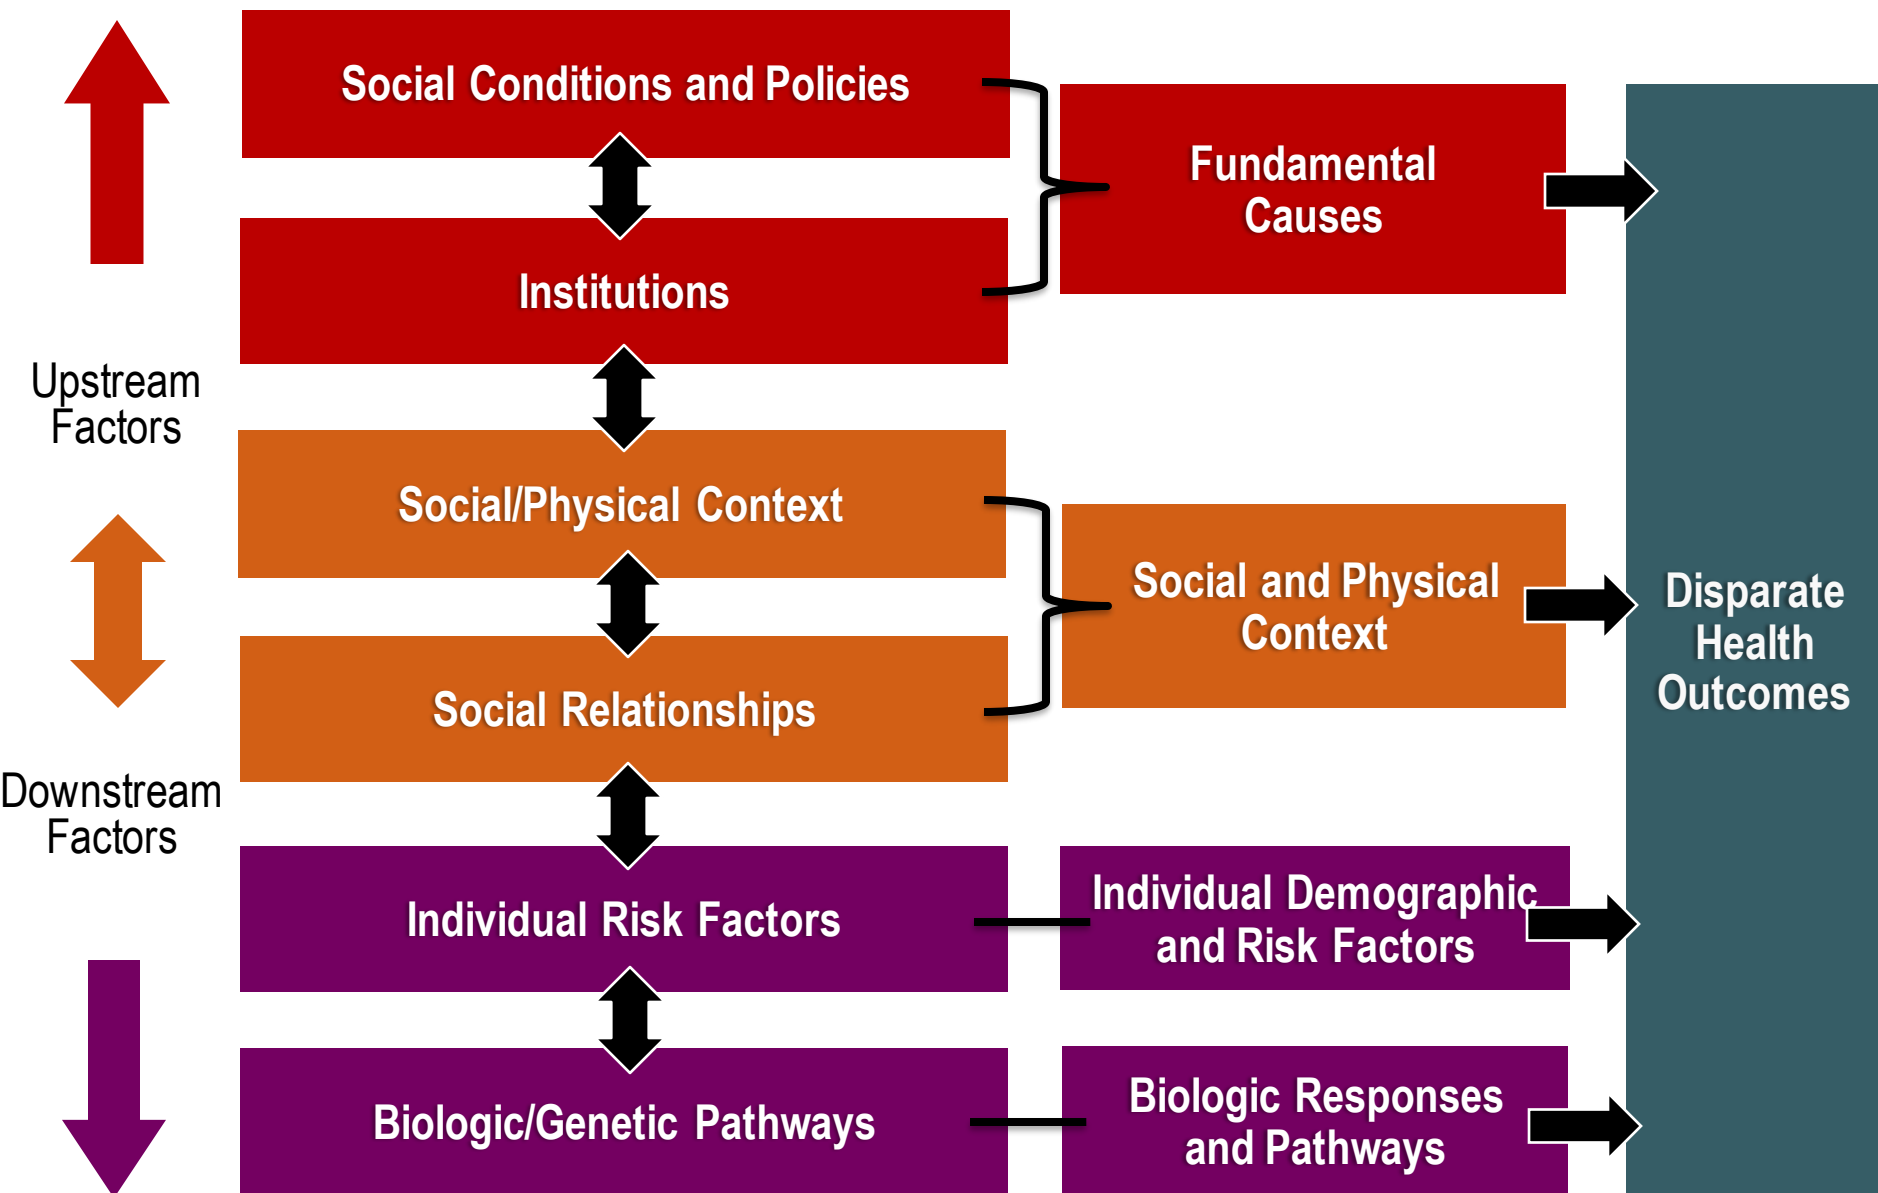 Social Conditions and Policies
Fundamental
Causes
Institutions
Upstream
Factors
Social/Physical Context
Social and Physical
Context
Disparate
Health
Outcomes
Social Relationships
Downstream
Factors
Individual Risk Factors
Individual Demographic
and Risk Factors
Biologic/Genetic Pathways
Biologic Responses
and Pathways